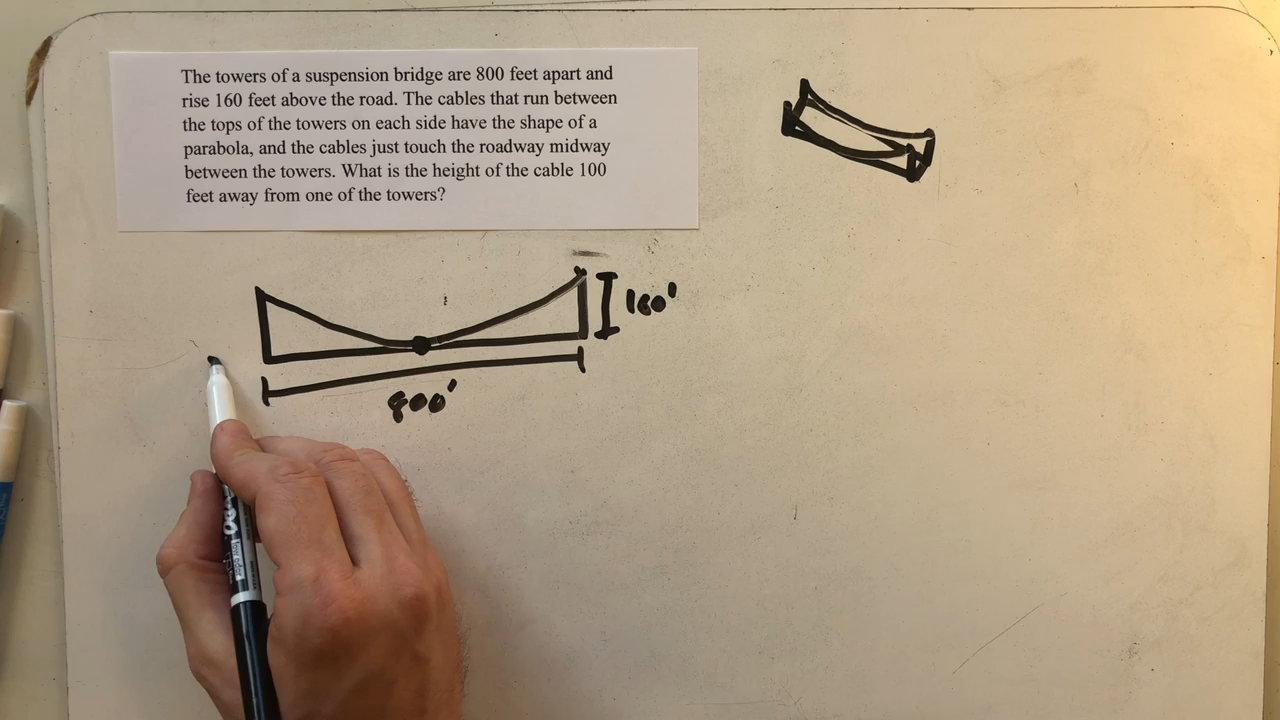 The towers of a suspension bridge are 800 feet apart and
rise 160 feet above the road. The cables that run between
the tops of the towers on each side have the shape of a
parabola, and the cables just touch the roadway midway
between the towers. What is the height of the cable 100
feet away from one of the towers?
160'
800'